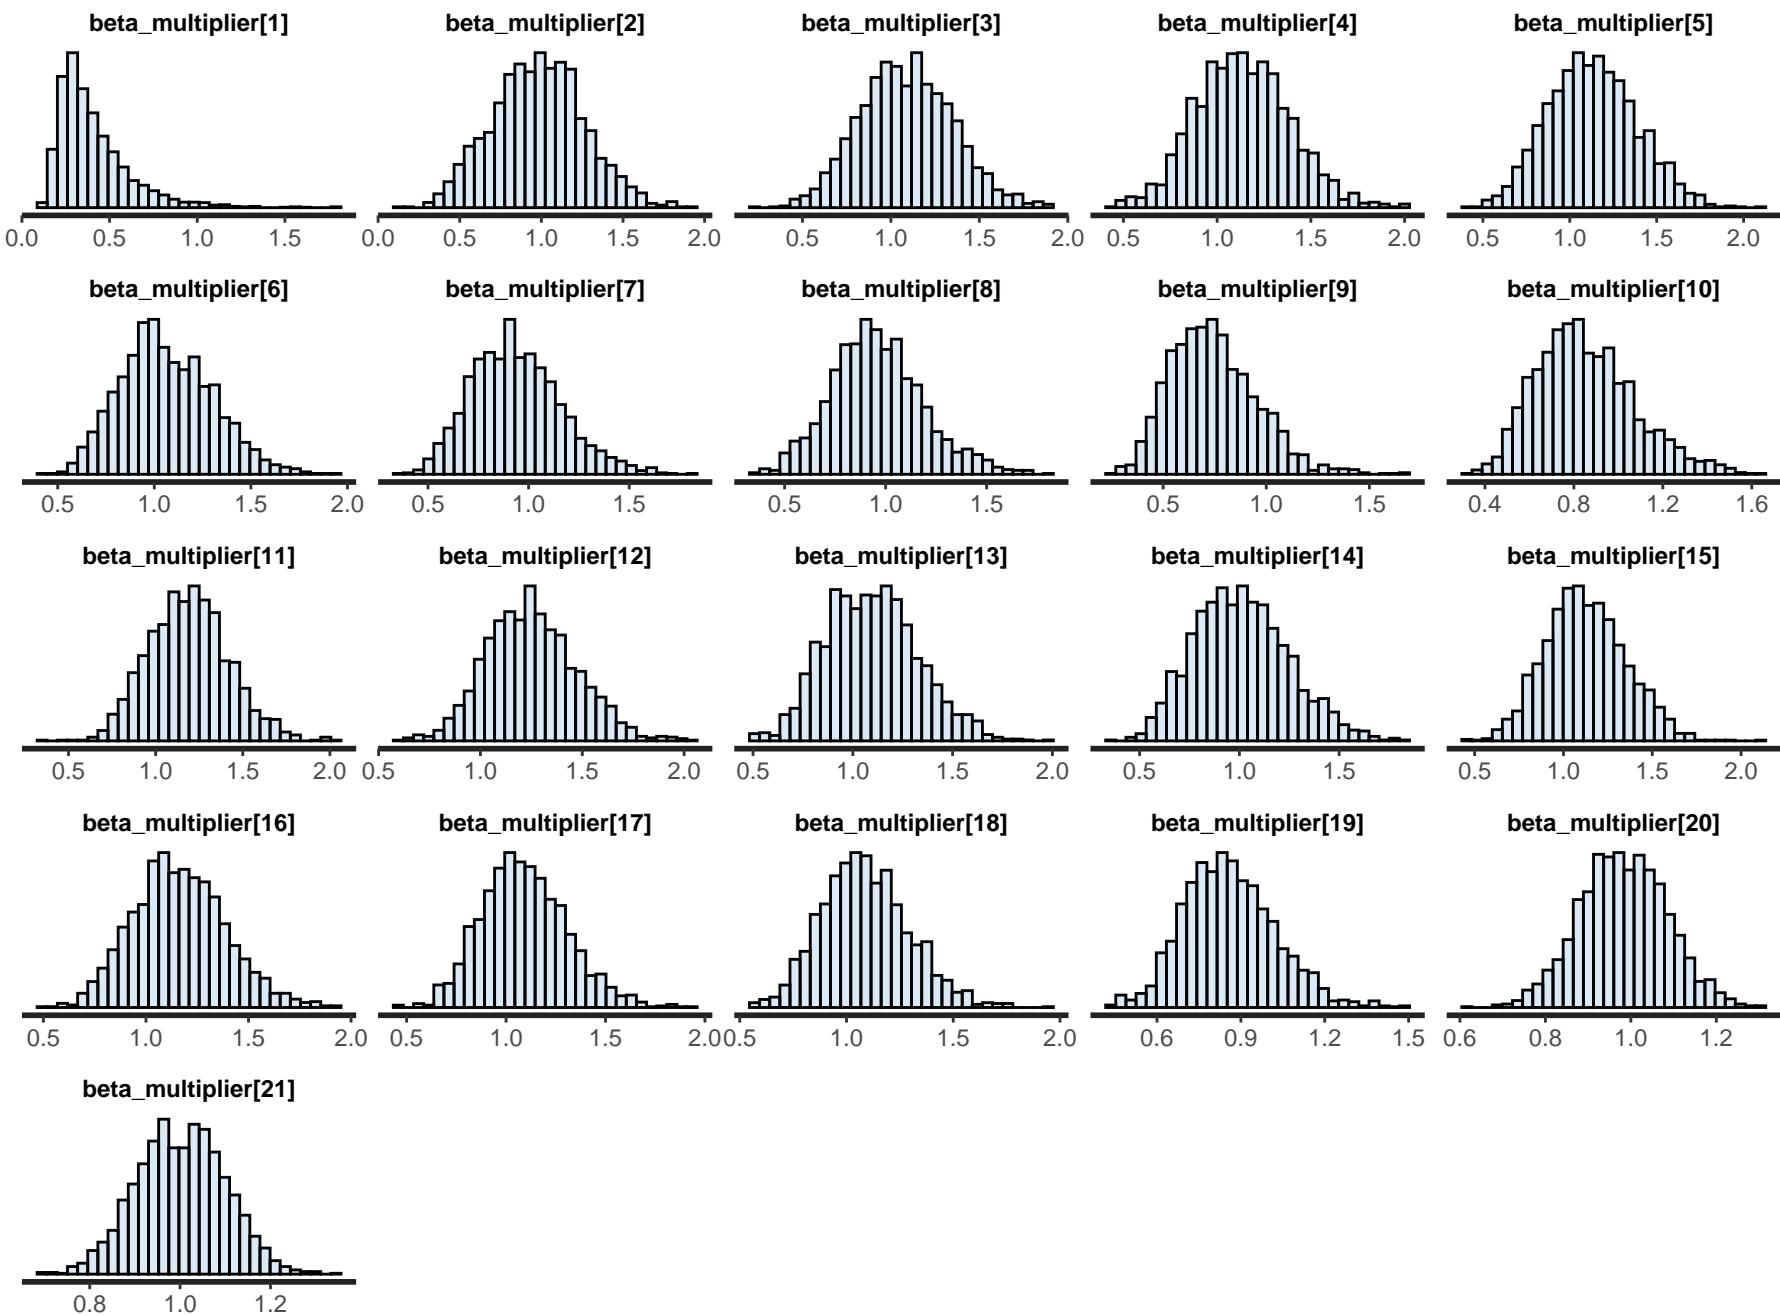 beta_multiplier[1] beta_multiplier[2] beta_multiplier[3] beta_multiplier[4] beta_multiplier[5]
0.0 0.5 1.0 1.5 0.0 0.5 1.0 1.5 2.0 0.5 1.0 1.5 2.0 0.5 1.0 1.5 2.0 0.5 1.0 1.5 2.0
beta_multiplier[6] beta_multiplier[7] beta_multiplier[8] beta_multiplier[9] beta_multiplier[10]
0.5 1.0 1.5 2.0 0.5 1.0 1.5 0.5 1.0 1.5 0.5 1.0 1.5 0.4 0.8 1.2 1.6
beta_multiplier[11] beta_multiplier[12] beta_multiplier[13] beta_multiplier[14] beta_multiplier[15]
0.5 1.0 1.5 2.0 0.5 1.0 1.5 2.0 0.5 1.0 1.5 2.0 0.5 1.0 1.5 0.5 1.0 1.5 2.0
beta_multiplier[16] beta_multiplier[17] beta_multiplier[18] beta_multiplier[19] beta_multiplier[20]
0.5 1.0 1.5 2.0 0.5 1.0 1.5 2.0 0.5 1.0 1.5 2.0 0.6 0.9 1.2 1.5 0.6 0.8 1.0 1.2
beta_multiplier[21]
0.8 1.0 1.2